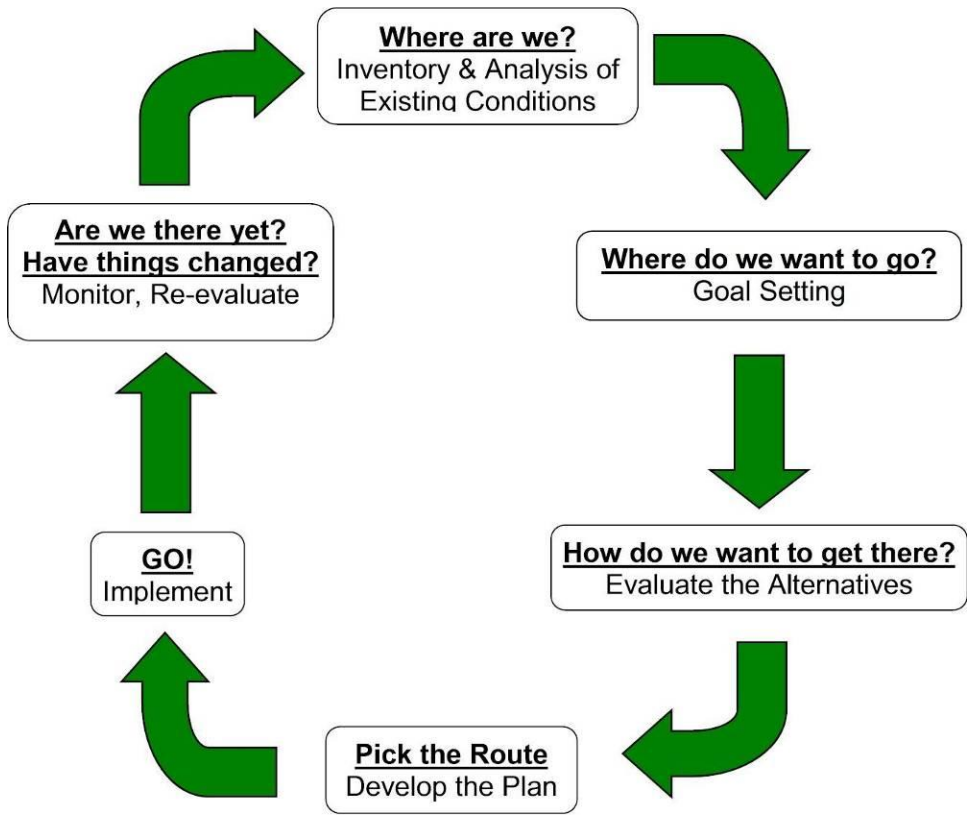 Where are we?
Inventory & Analysis of
Existing Conditions
Where do we want to go?
Goal Setting
How do we want to get there?
Evaluate the Alternatives
Pick the Route
Develop the Plan
GO!
Implement
Are we there yet?
Have things changed?
Monitor, Re-evaluate